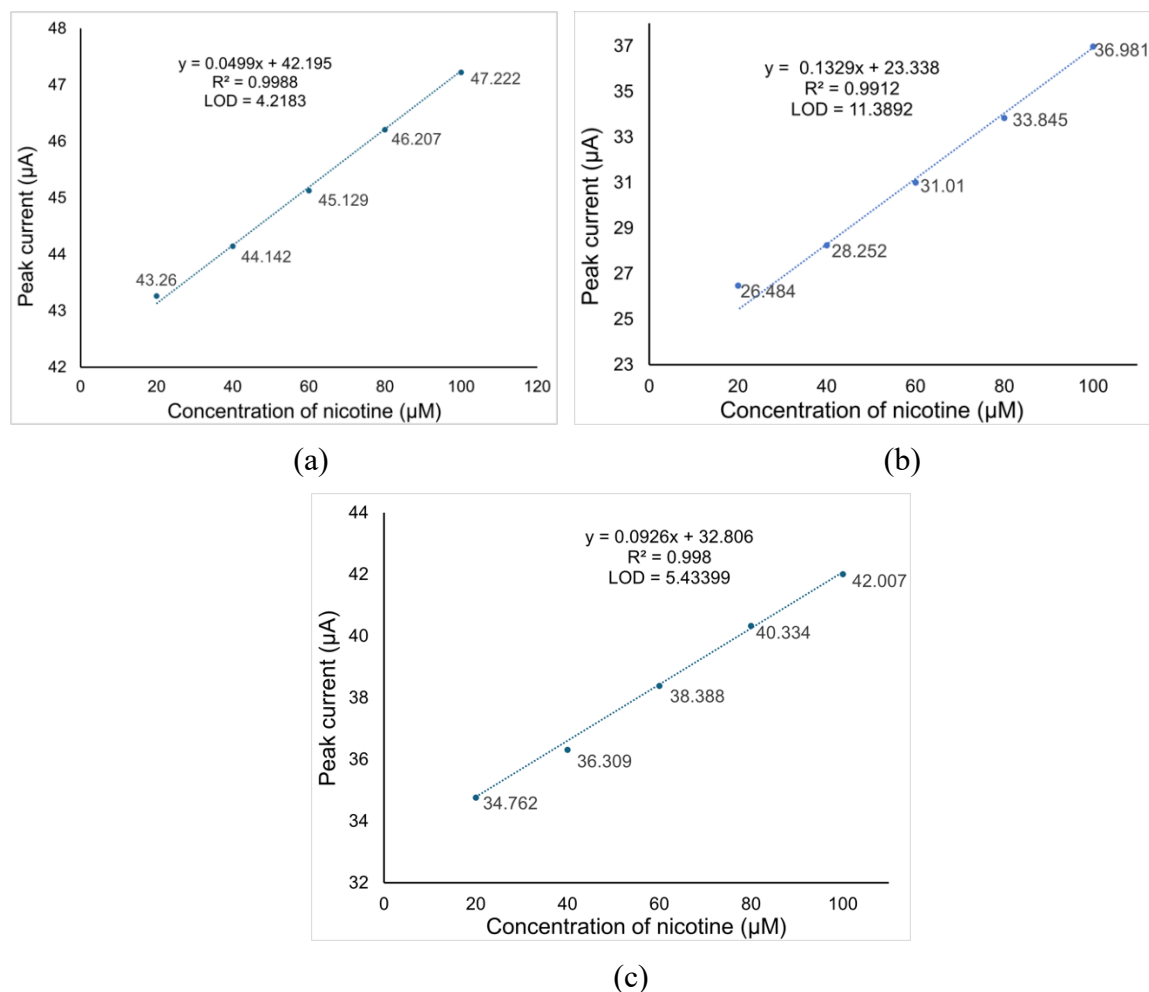 48
47
46
45
44
43
42
Peak current (µA)
y = 0.0499x + 42.195
R² = 0.9988
LOD = 4.2183
47.222
46.207
45.129
44.142
43.26
0 20 40 60 80 100 120
Concentration of nicotine (µM)
(a)
37
35
33
31
29
27
25
23
Peak current (µA)
y = 0.1329x + 23.338
R² = 0.9912
LOD = 11.3892
36.981
33.845
31.01
28.252
26.484
0 20 40 60 80 100
Concentration of nicotine (µM)
(b)
44
42
40
38
36
34
32
Peak current (µA)
y = 0.0926x + 32.806
R² = 0.998
LOD = 5.43399
42.007
40.334
38.388
36.309
34.762
0 20 40 60 80 100
Concentration of nicotine (µM)
(c)